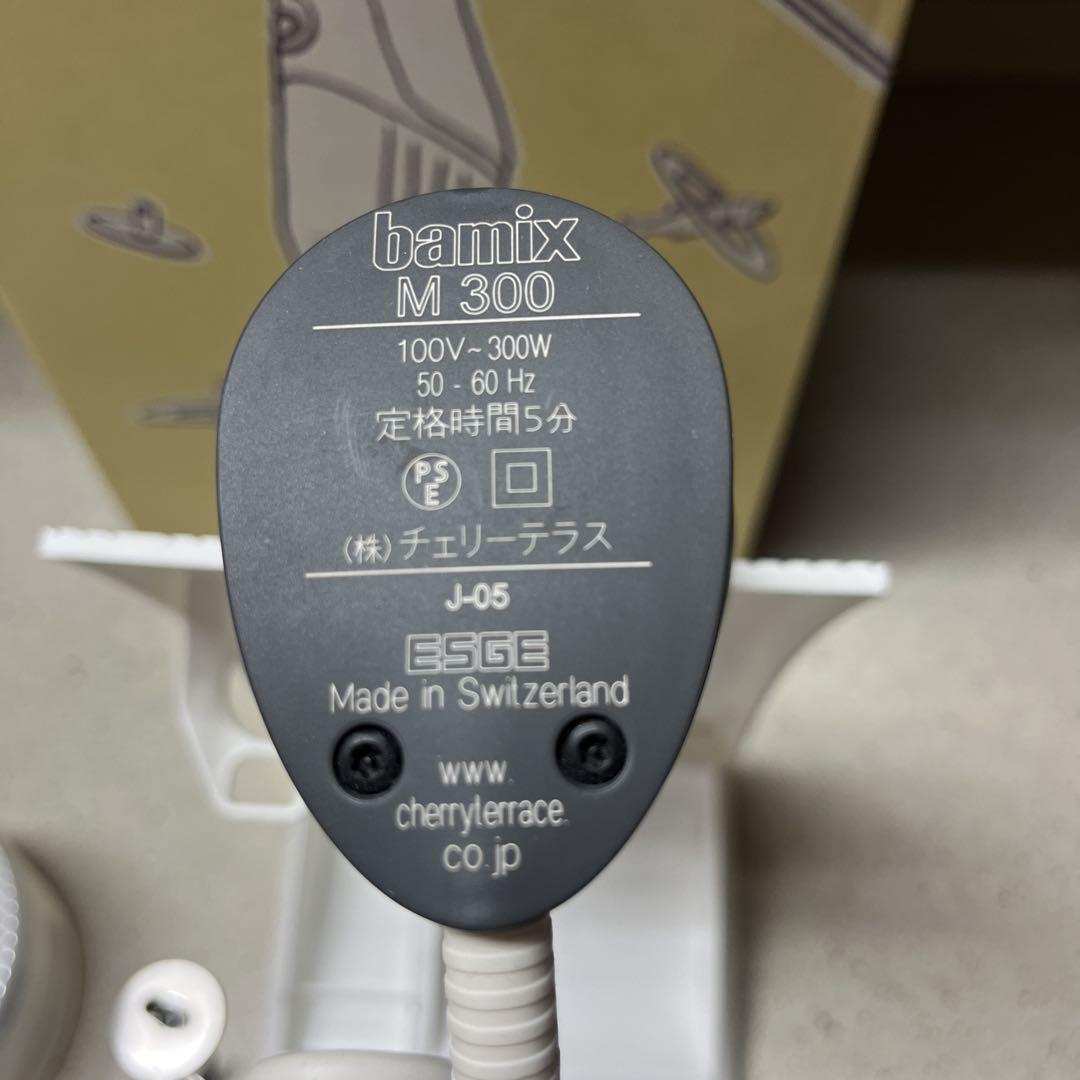 bamix
M 300
100V~300W
50 - 60 Hz
定格時間5分
PS
E
(株)チェリーテラス
J-05
ESGE
Made in Switzerland
www.
cherryterrace.
co.jp